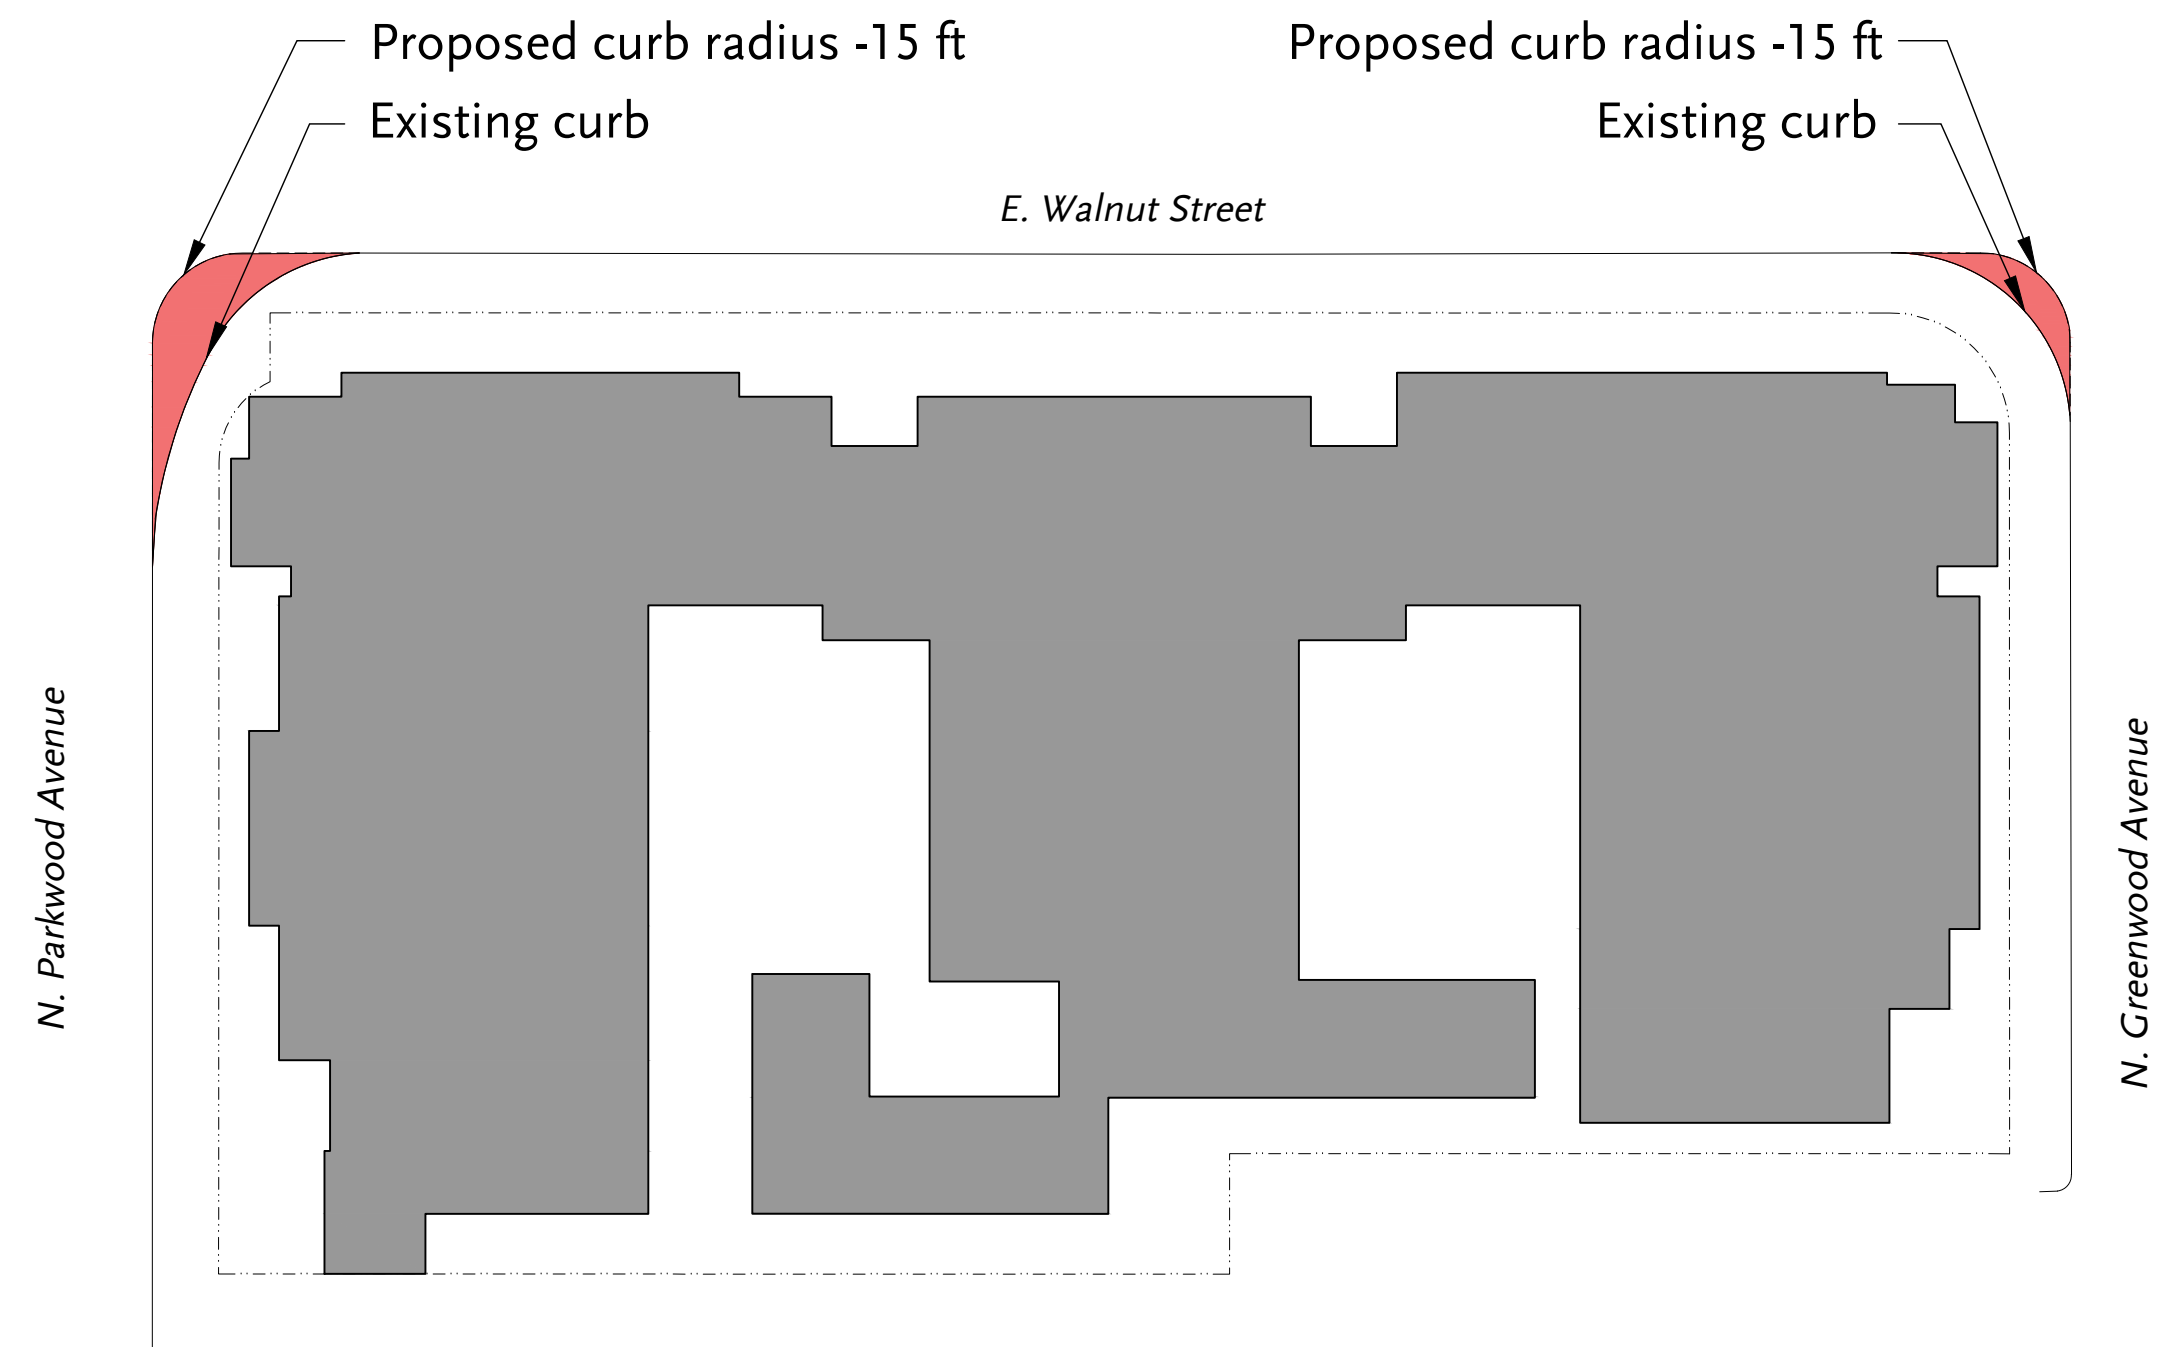 Proposed curb radius -15 ft
Existing curb
Proposed curb radius -15 ft
Existing curb
E. Walnut Street
N. Parkwood Avenue
N. Greenwood Avenue